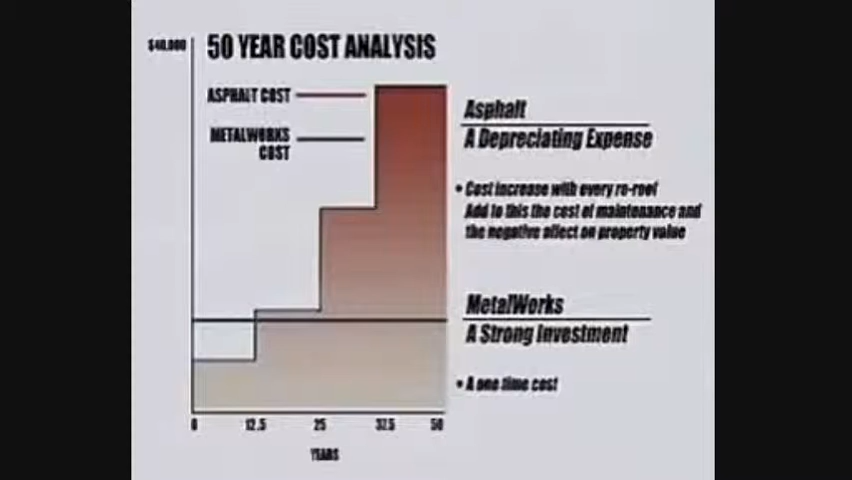 $40,000
50 YEAR COST ANALYSIS
ASPHALT COST
METALWORKS
COST
Asphalt
A Depreciating Expense
• Cost increase with every re-roof
Add to this the cost of maintenance and
the negative affect on property value
MetalWorks
A Strong Investment
• A one time cost
0 12.5 25 37.5 50
YEARS